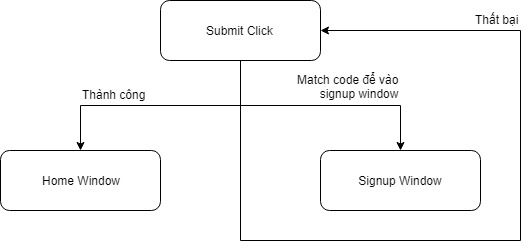 Thất bại
Submit Click
Thành công
Match code để vào
signup window
Home Window
Signup Window